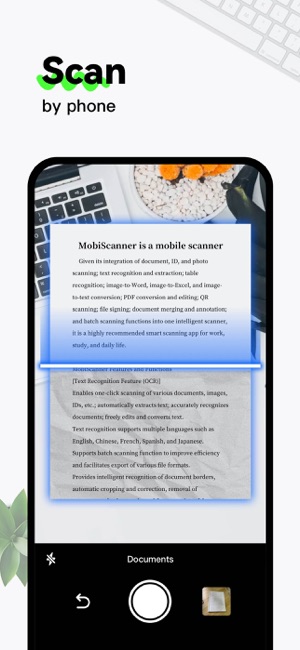 Scan
by phone
MobiScanner is a mobile scanner
Given its integration of document, ID, and photo
scanning; text recognition and extraction; table
recognition; image-to-Word, image-to-Excel, and image-
to-text conversion; PDF conversion and editing; QR
scanning; file signing; document merging and annotation;
and batch scanning functions into one intelligent scanner,
it is a highly recommended smart scanning app for work,
study, and daily life.
MobiScanner Features and Functions
[Text Recognition Feature (OCR)]
Enables one-click scanning of various documents, images,
IDs, etc.; automatically extracts text; accurately recognizes
documents; freely edits and converts text.
Text recognition supports multiple languages such as
English, Chinese, French, Spanish, and Japanese.
Supports batch scanning function to improve efficiency
and facilitates export of various file formats.
Provides intelligent recognition of document borders,
automatic cropping and correction, removal of
Documents